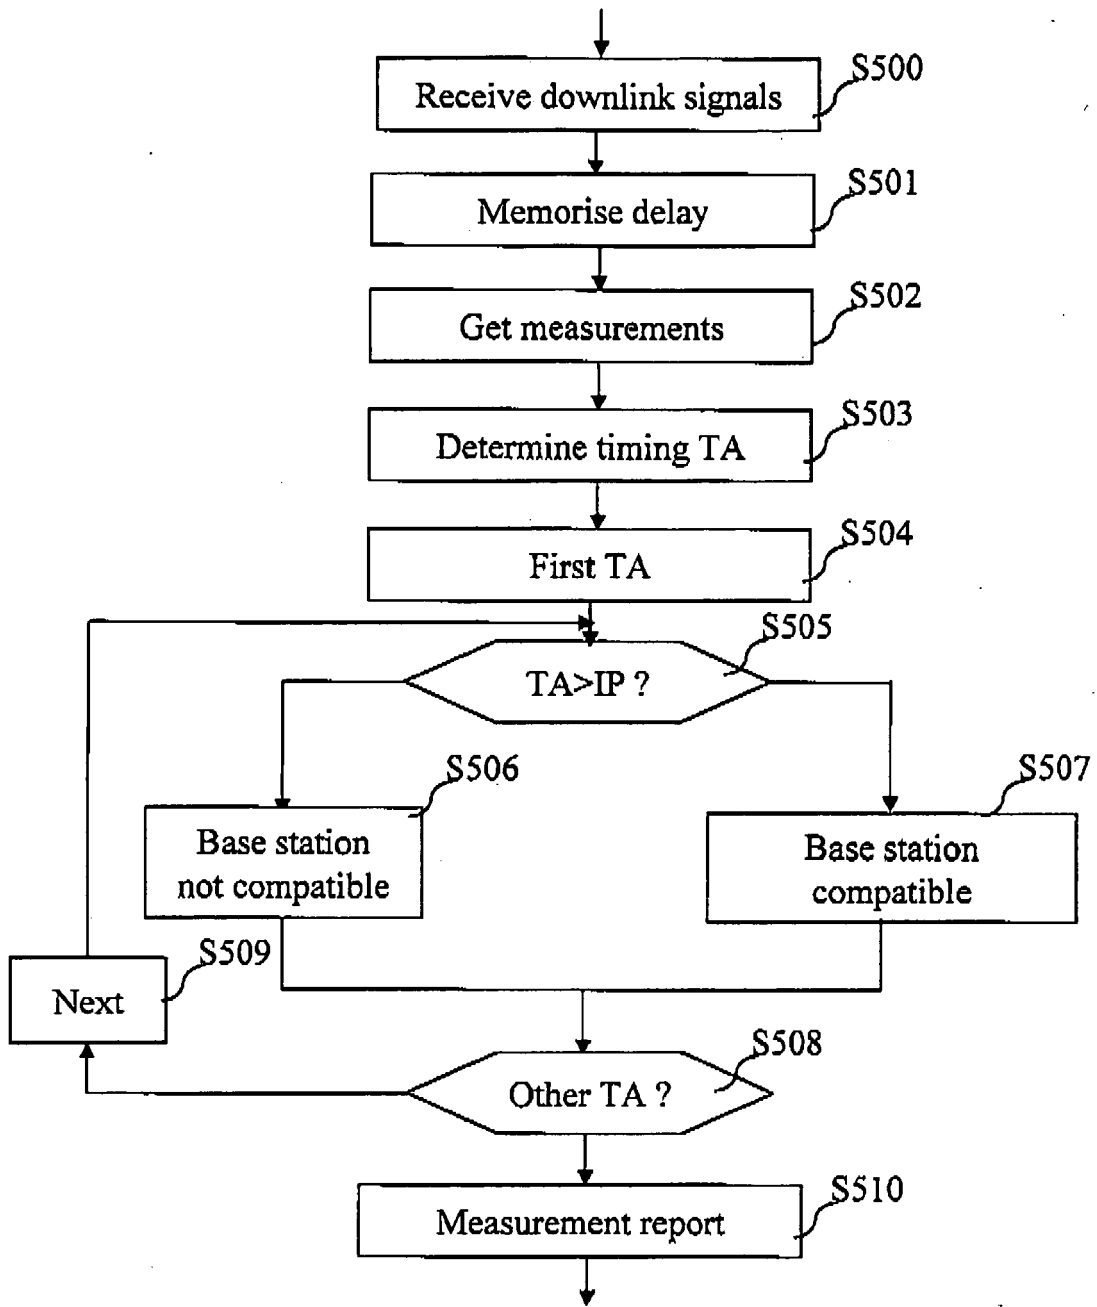 S500
Receive downlink signals
S501
Memorise delay
S502
Get measurements
S503
Determine timing TA
S504
First TA
S505
TA>IP ?
S506
Base station
not compatible
S507
Base station
compatible
S509
Next
S508
Other TA ?
S510
Measurement report